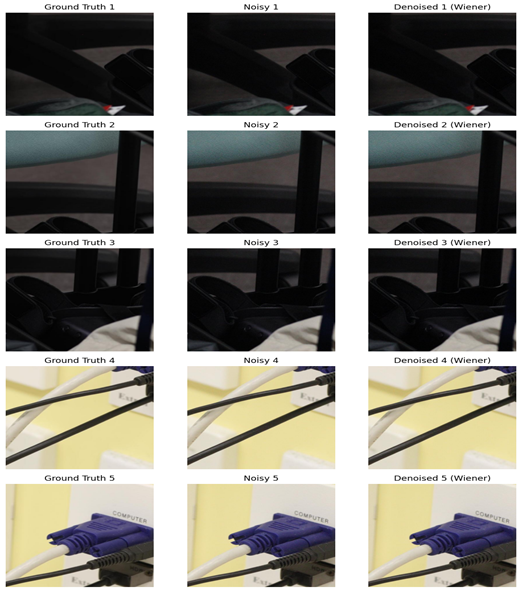 Ground Truth 1 Noisy 1 Denoised 1 (Wiener)
Ground Truth 2 Noisy 2 Denoised 2 (Wiener)
Ground Truth 3 Noisy 3 Denoised 3 (Wiener)
Ground Truth 4 Noisy 4 Denoised 4 (Wiener)
Ground Truth 5 Noisy 5 Denoised 5 (Wiener)
COMPUTER COMPUTER COMPUTER